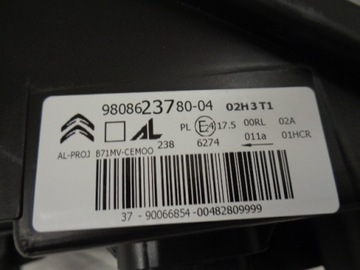 9808623780-04 02H3T1
AL PL E24 17.5 00RL 02A
AL-PROJ 871MV-CEMOO 238 6274 011a 01HCR
37 - 90066854 -00482809999